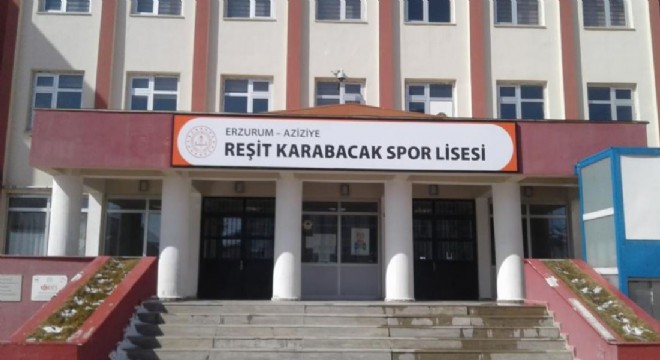 ERZURUM – AZİZİYE
REŞİT KARABACAK SPOR LİSESİ